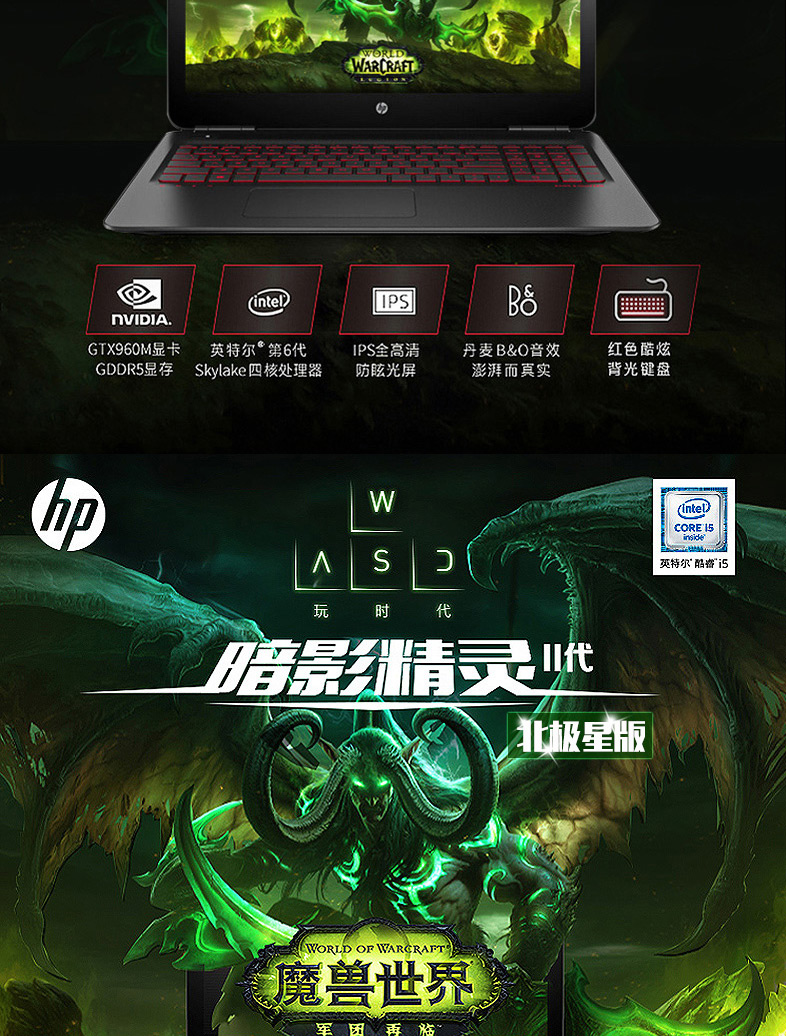 WORLD
WARCRAFT
LEGION
hp
NVIDIA.
intel
IPS
B&O
GTX960M显卡
GDDR5显存
英特尔®第6代
Skylake四核处理器
IPS全高清
防眩光屏
丹麦B&O音效
澎湃而真实
红色酷炫
背光键盘
hp
W
A S D
玩 时 代
intel
CORE i5
inside
英特尔® 酷睿™ i5
暗影精灵II代
北极星版
WORLD OF WARCRAFT
魔兽世界
军团再临